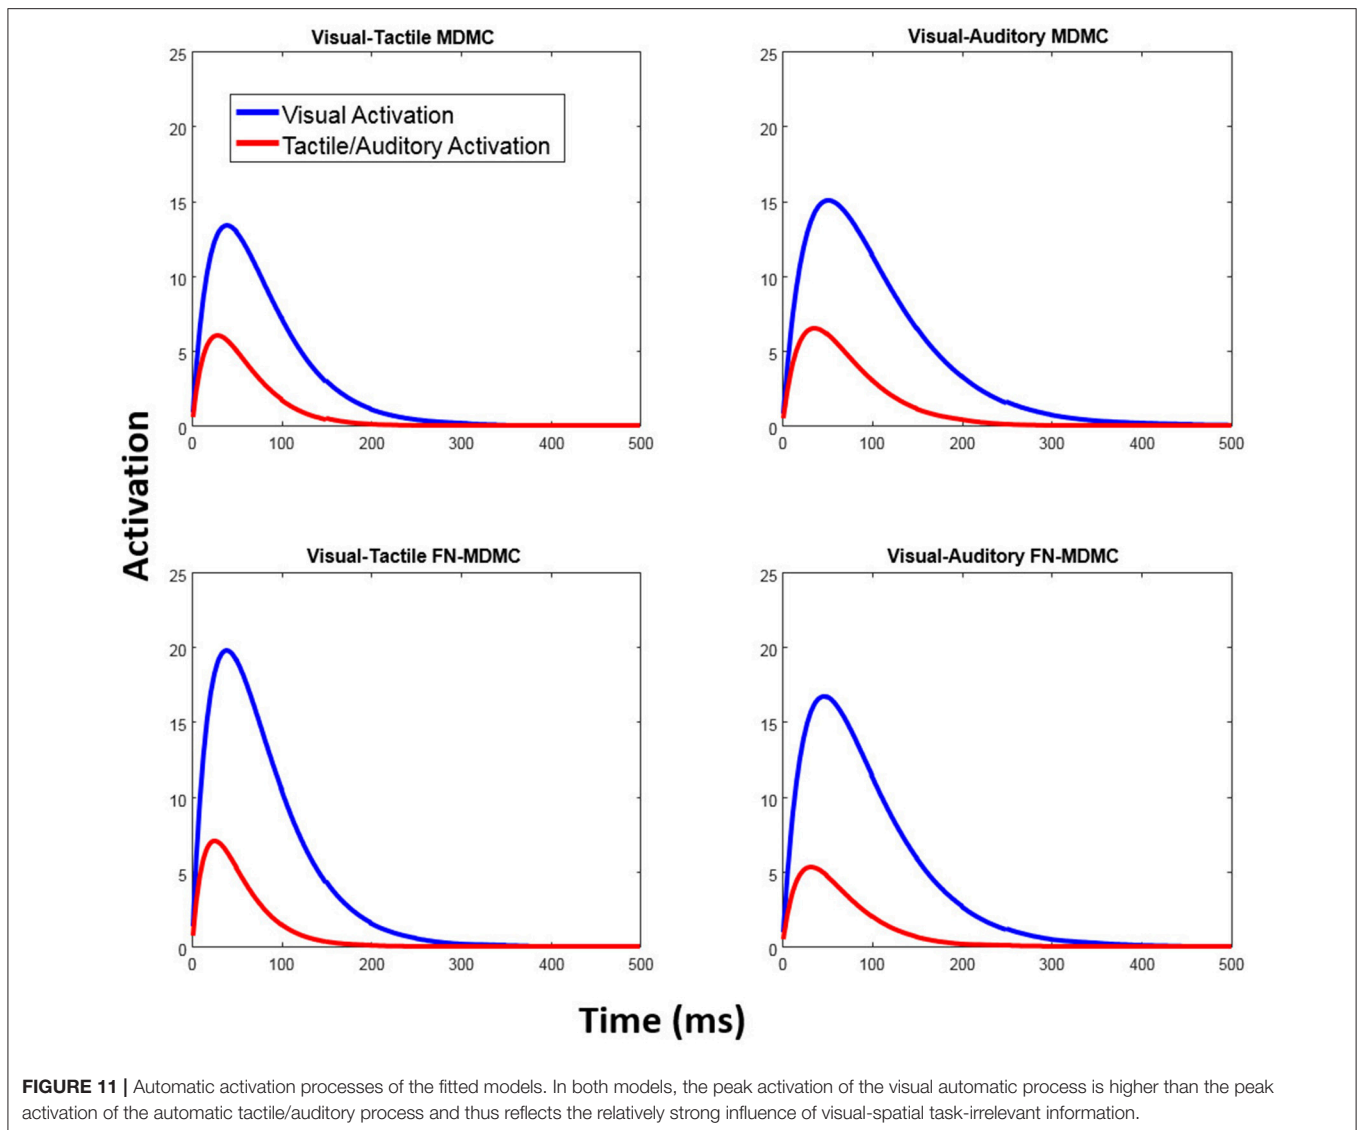 Visual-Tactile MDMC
Visual-Auditory MDMC
25
20
15
10
5
0
0 100 200 300 400 500
Visual Activation
Tactile/Auditory Activation
25
20
15
10
5
0
0 100 200 300 400 500
Activation
Visual-Tactile FN-MDMC
Visual-Auditory FN-MDMC
25
20
15
10
5
0
0 100 200 300 400 500
25
20
15
10
5
0
0 100 200 300 400 500
Time (ms)
FIGURE 11 | Automatic activation processes of the fitted models. In both models, the peak activation of the visual automatic process is higher than the peak
activation of the automatic tactile/auditory process and thus reflects the relatively strong influence of visual-spatial task-irrelevant information.